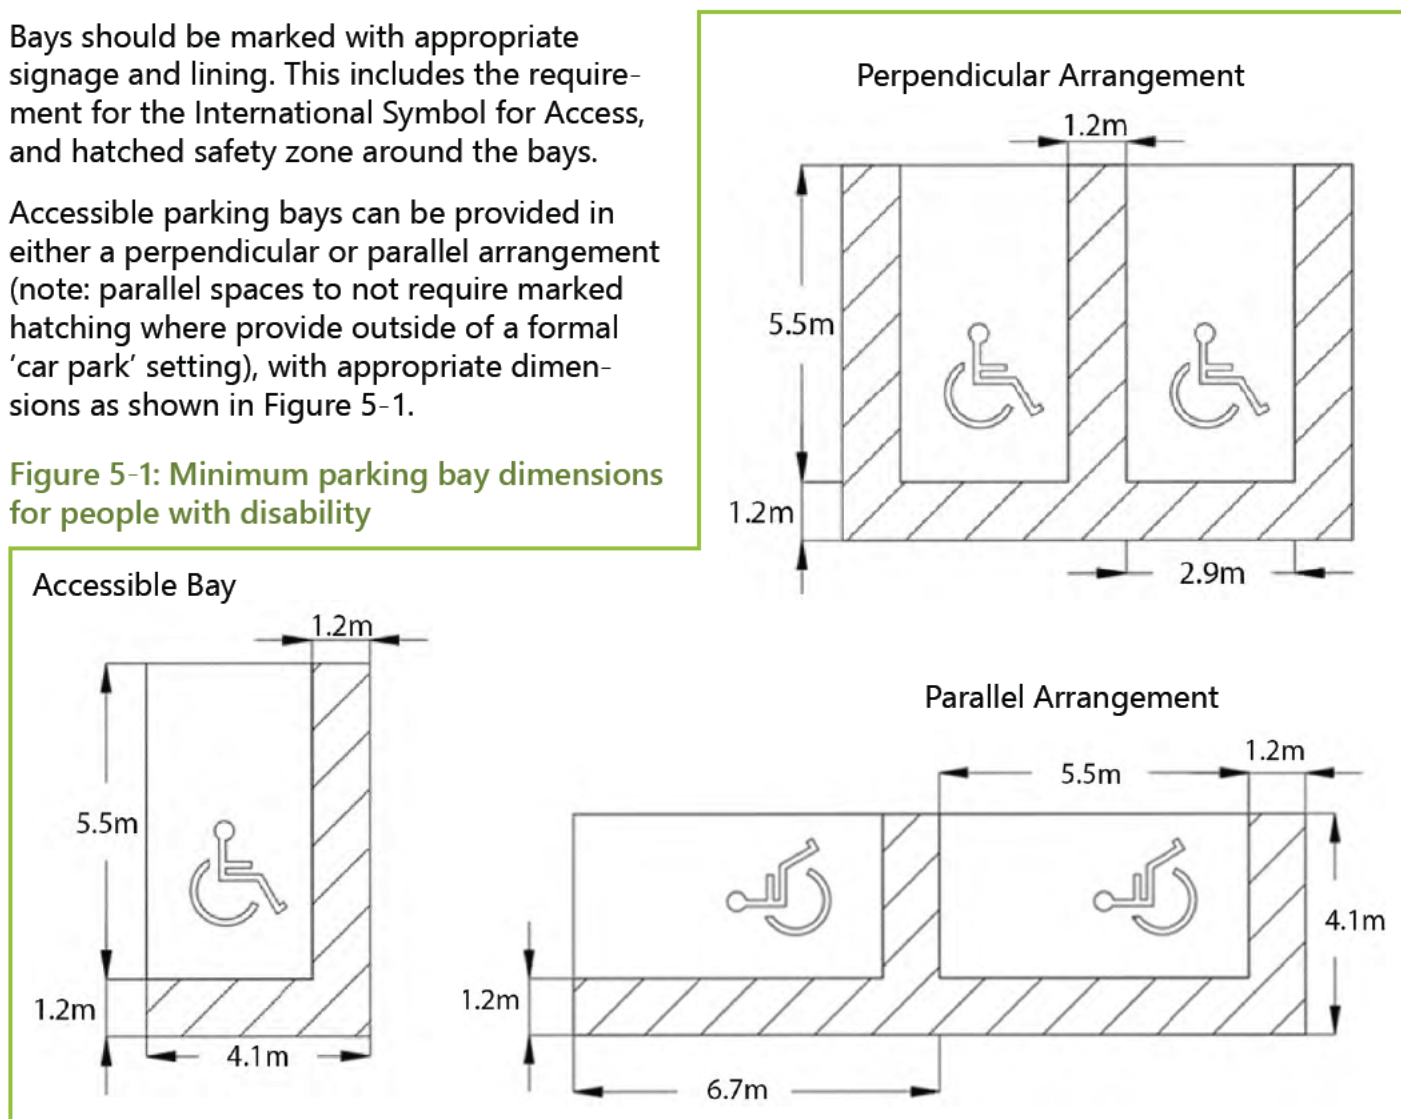 Bays should be marked with appropriate
signage and lining. This includes the require-
ment for the International Symbol for Access,
and hatched safety zone around the bays.
Accessible parking bays can be provided in
either a perpendicular or parallel arrangement
(note: parallel spaces to not require marked
hatching where provide outside of a formal
‘car park’ setting), with appropriate dimen-
sions as shown in Figure 5-1.
Figure 5-1: Minimum parking bay dimensions
for people with disability
Perpendicular Arrangement
1.2m
5.5m
1.2m
2.9m
Accessible Bay
1.2m
5.5m
1.2m
4.1m
Parallel Arrangement
1.2m
5.5m
4.1m
1.2m
6.7m